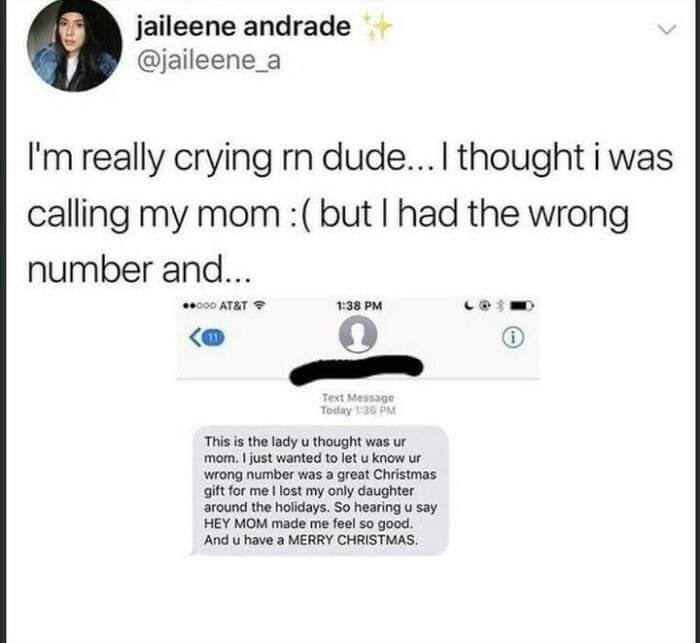 jaileene andrade ✨
@jaileene_a
I'm really crying rn dude... I thought i was
calling my mom :( but I had the wrong
number and...
AT&T 1:38 PM
11
Text Message
Today 1:36 PM
This is the lady u thought was ur
mom. I just wanted to let u know ur
wrong number was a great Christmas
gift for me I lost my only daughter
around the holidays. So hearing u say
HEY MOM made me feel so good.
And u have a MERRY CHRISTMAS.